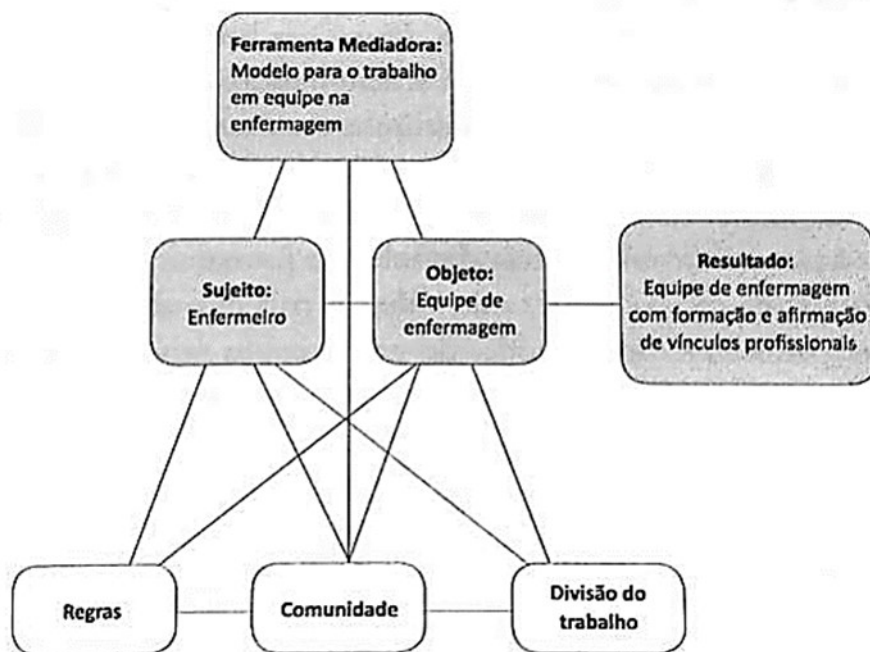 Ferramenta Mediadora:
Modelo para o trabalho
em equipe na
enfermagem
Sujeito:
Enfermeiro
Objeto:
Equipe de
enfermagem
Resultado:
Equipe de enfermagem
com formação e afirmação
de vínculos profissionais
Regras
Comunidade
Divisão do
trabalho